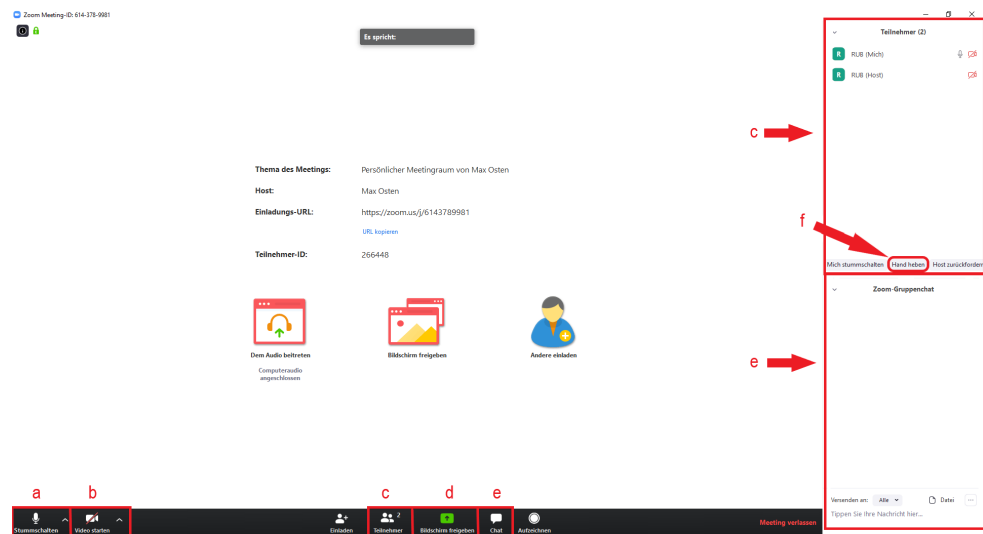 Zoom Meeting-ID: 614-378-9981
Es spricht:
Teilnehmer (2)
R RUB (Mich)
R RUB (Host)
c
f
Mich stummschalten Hand heben Host zurückfordern
Thema des Meetings: Persönlicher Meetingraum von Max Osten
Host: Max Osten
Einladungs-URL: https://zoom.us/j/6143789981
URL kopieren
Teilnehmer-ID: 266448
Dem Audio beitreten
Computeraudio
angeschlossen
Bildschirm freigeben
Andere einladen
Zoom-Gruppenchat
e
Versenden an: Alle Datei ...
Tippen Sie Ihre Nachricht hier...
a b c d e
2
Stummschalten Video starten Einladen Teilnehmer Bildschirm freigeben Chat Aufzeichnen Meeting verlassen